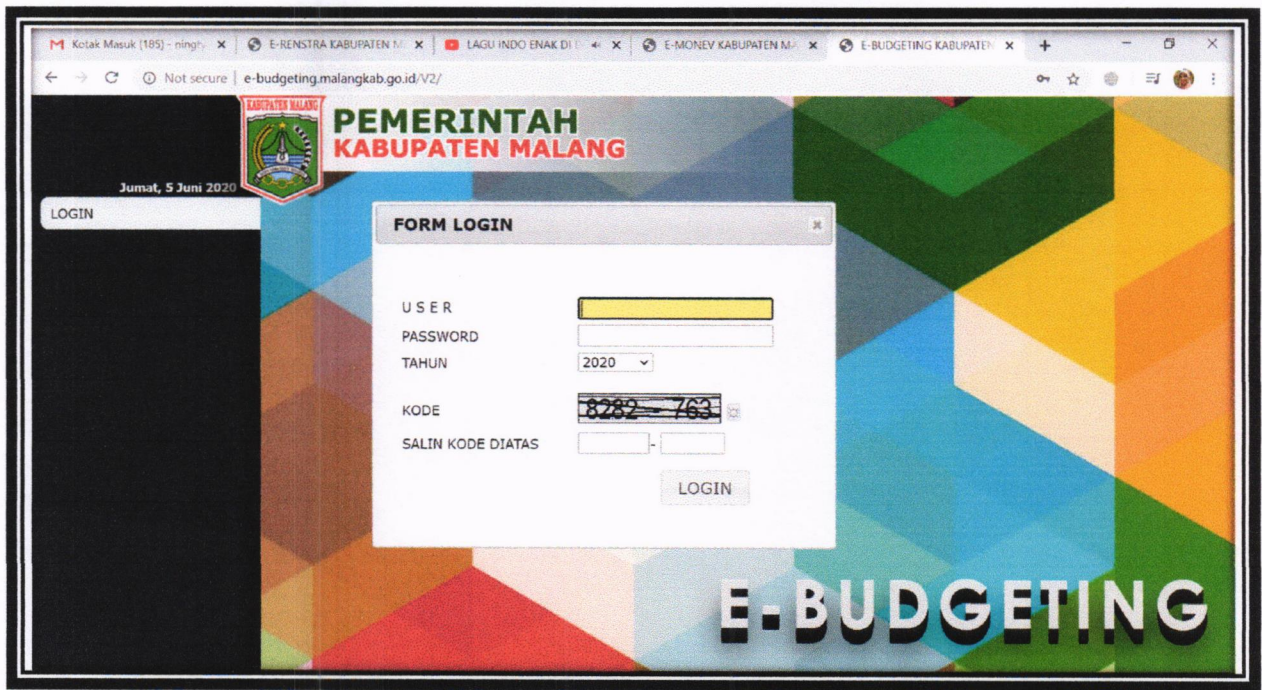 Kotak Masuk (185) - ningh
E-RENSTRA KABUPATEN M
LAGU INDO ENAK DI
E-MONEV KABUPATEN MA
E-BUDGETING KABUPATEN
Not secure | e-budgeting.malangkab.go.id/V2/
KABUPATEN MALANG
PEMERINTAH
KABUPATEN MALANG
Jumat, 5 Juni 2020
LOGIN
FORM LOGIN
U S E R
PASSWORD
TAHUN 2020
KODE 8282 - 763
SALIN KODE DIATAS -
LOGIN
E-BUDGETING